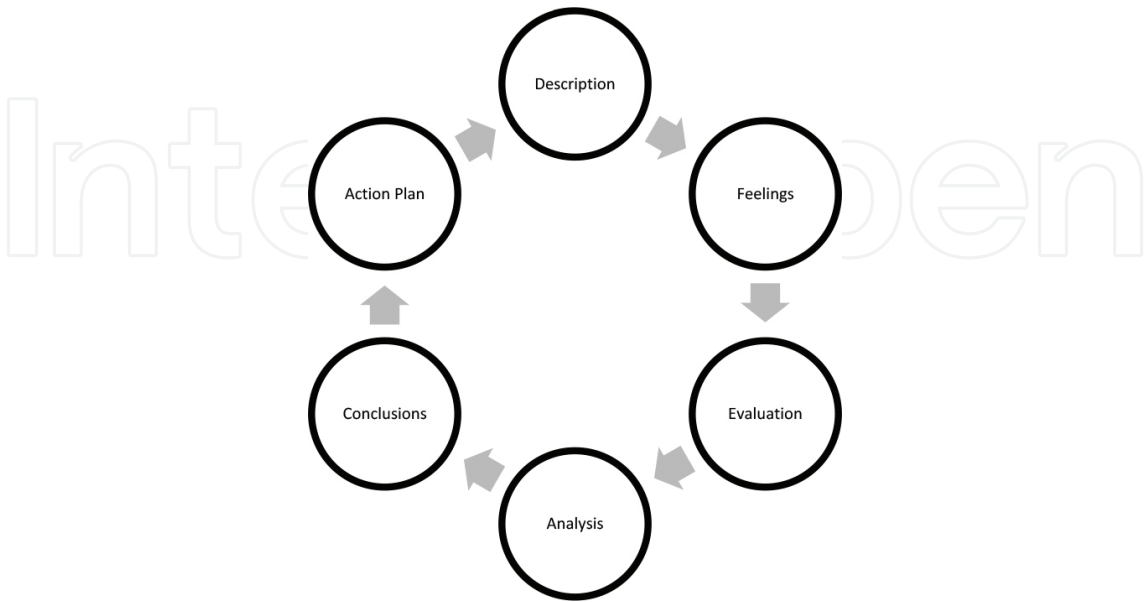 Description
Feelings
Evaluation
Analysis
Conclusions
Action Plan